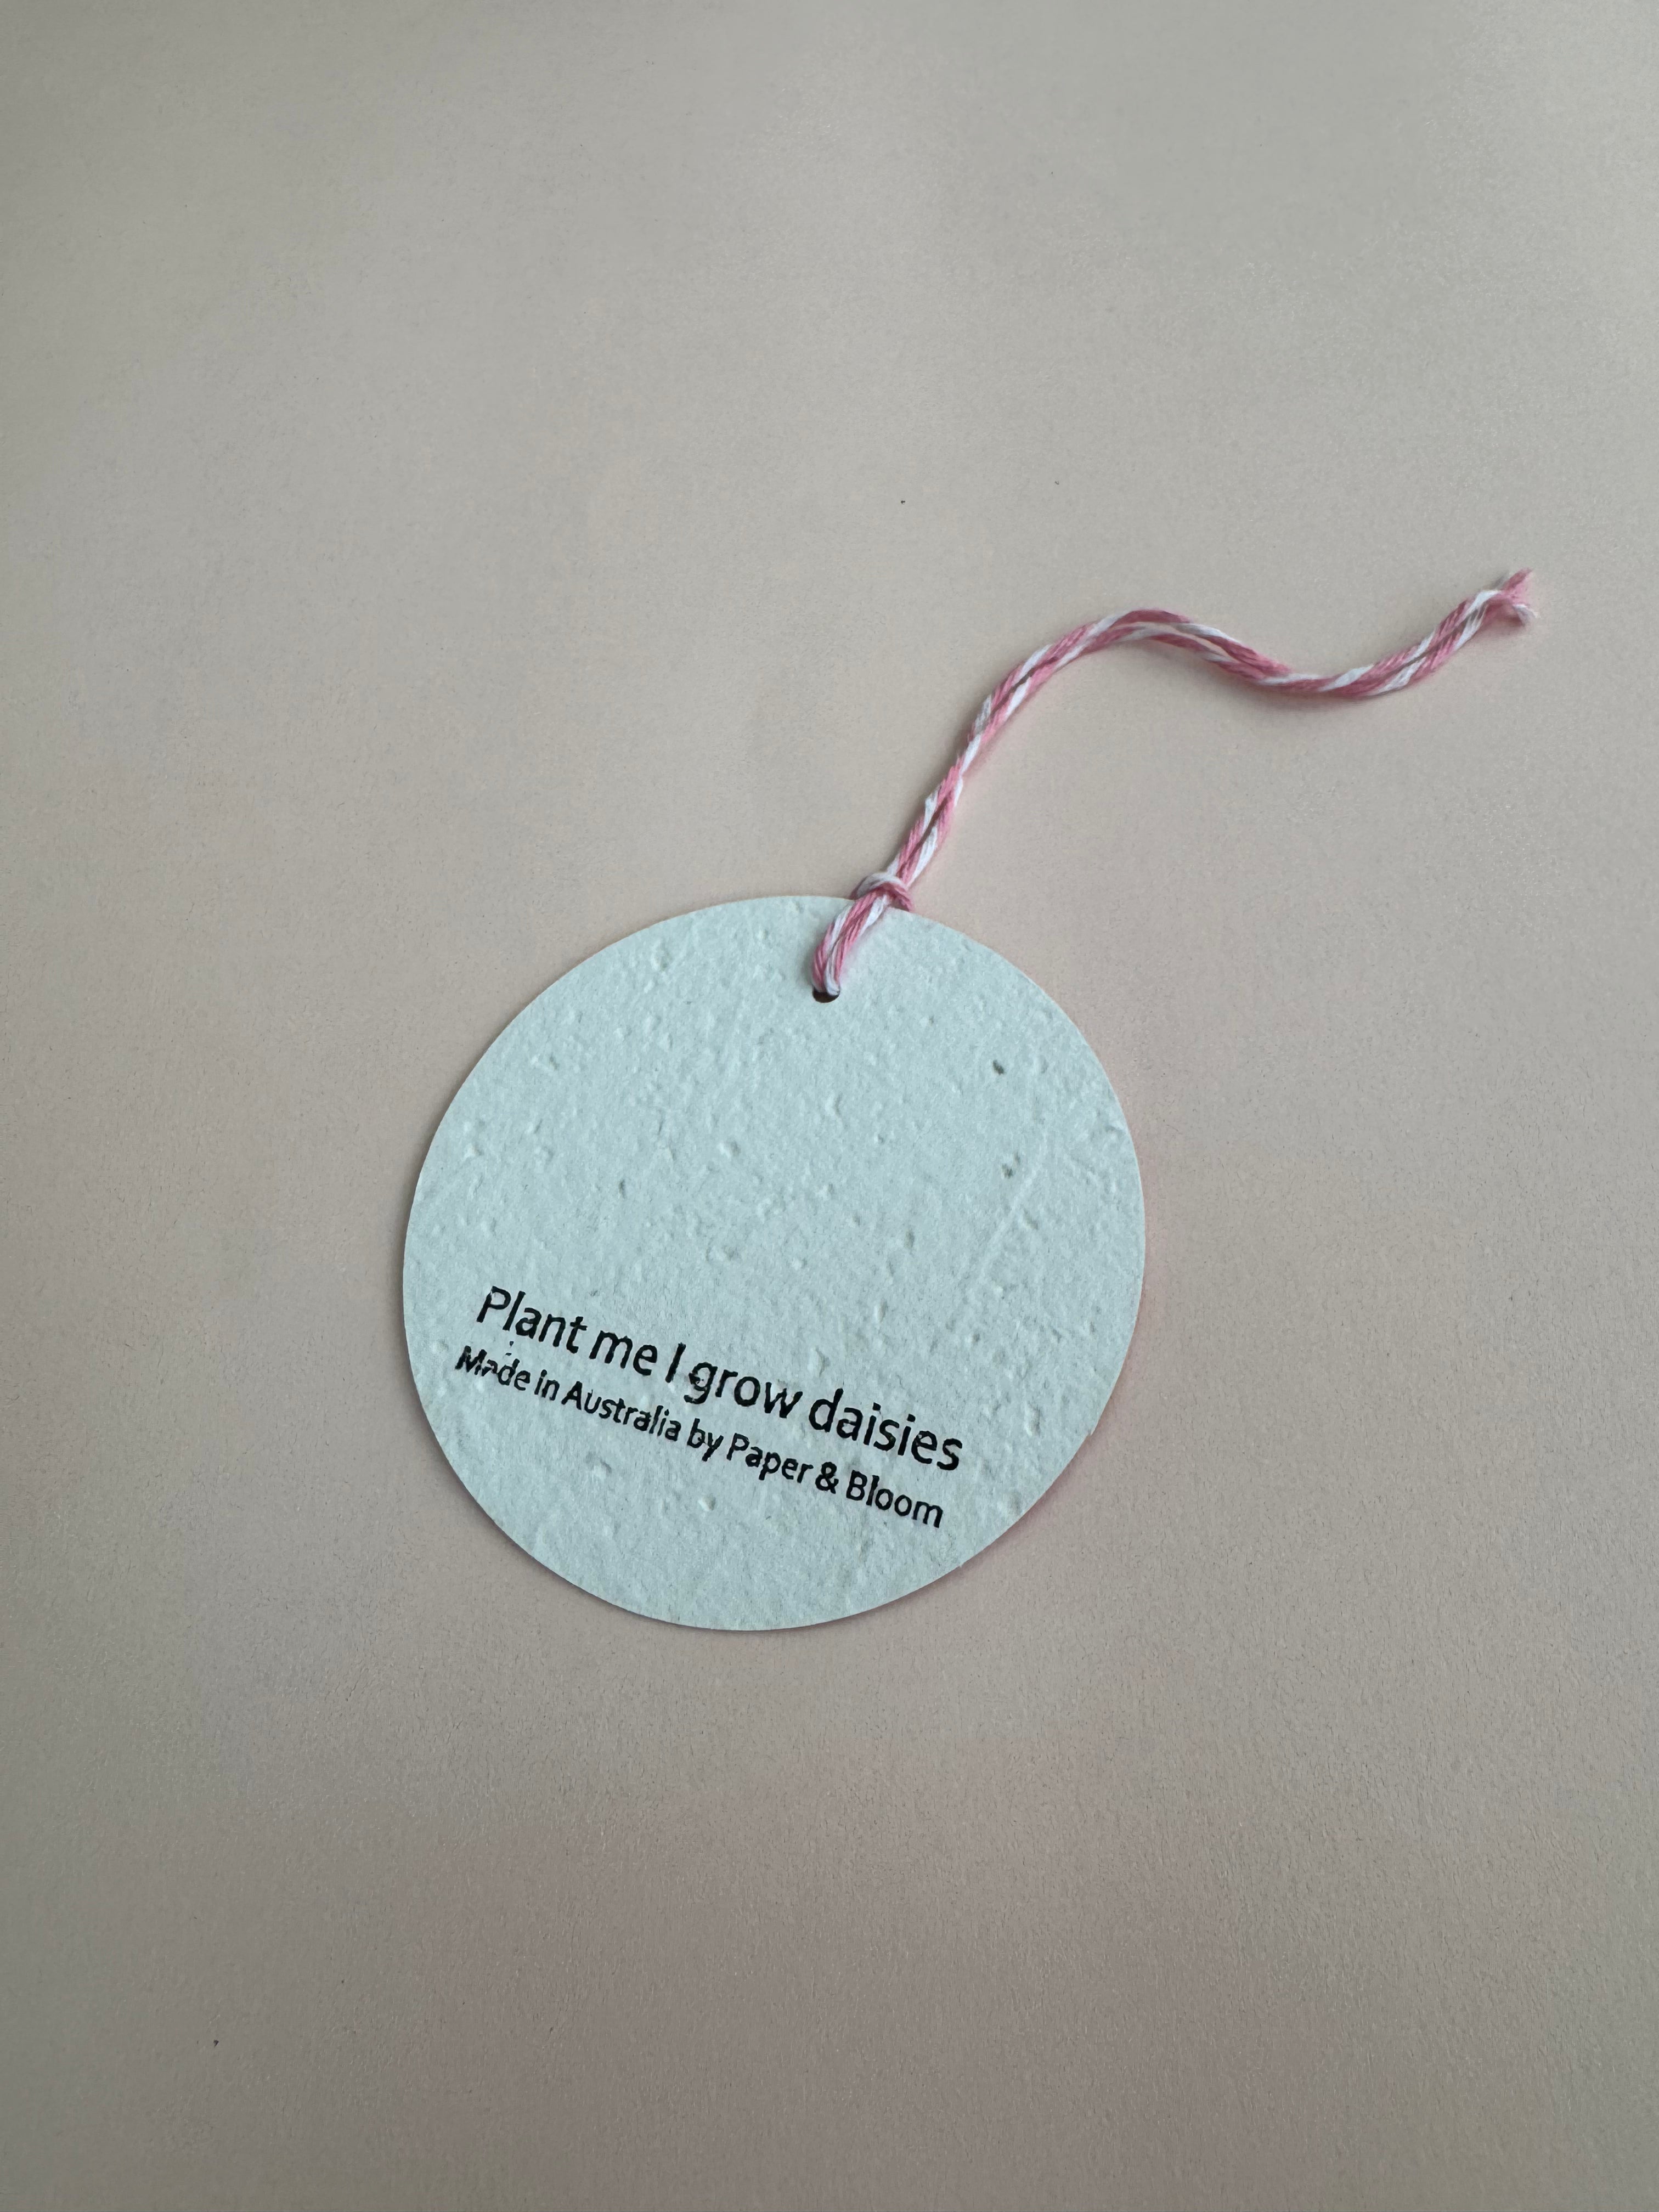 Plant me I grow daisies
Made in Australia by Paper & Bloom